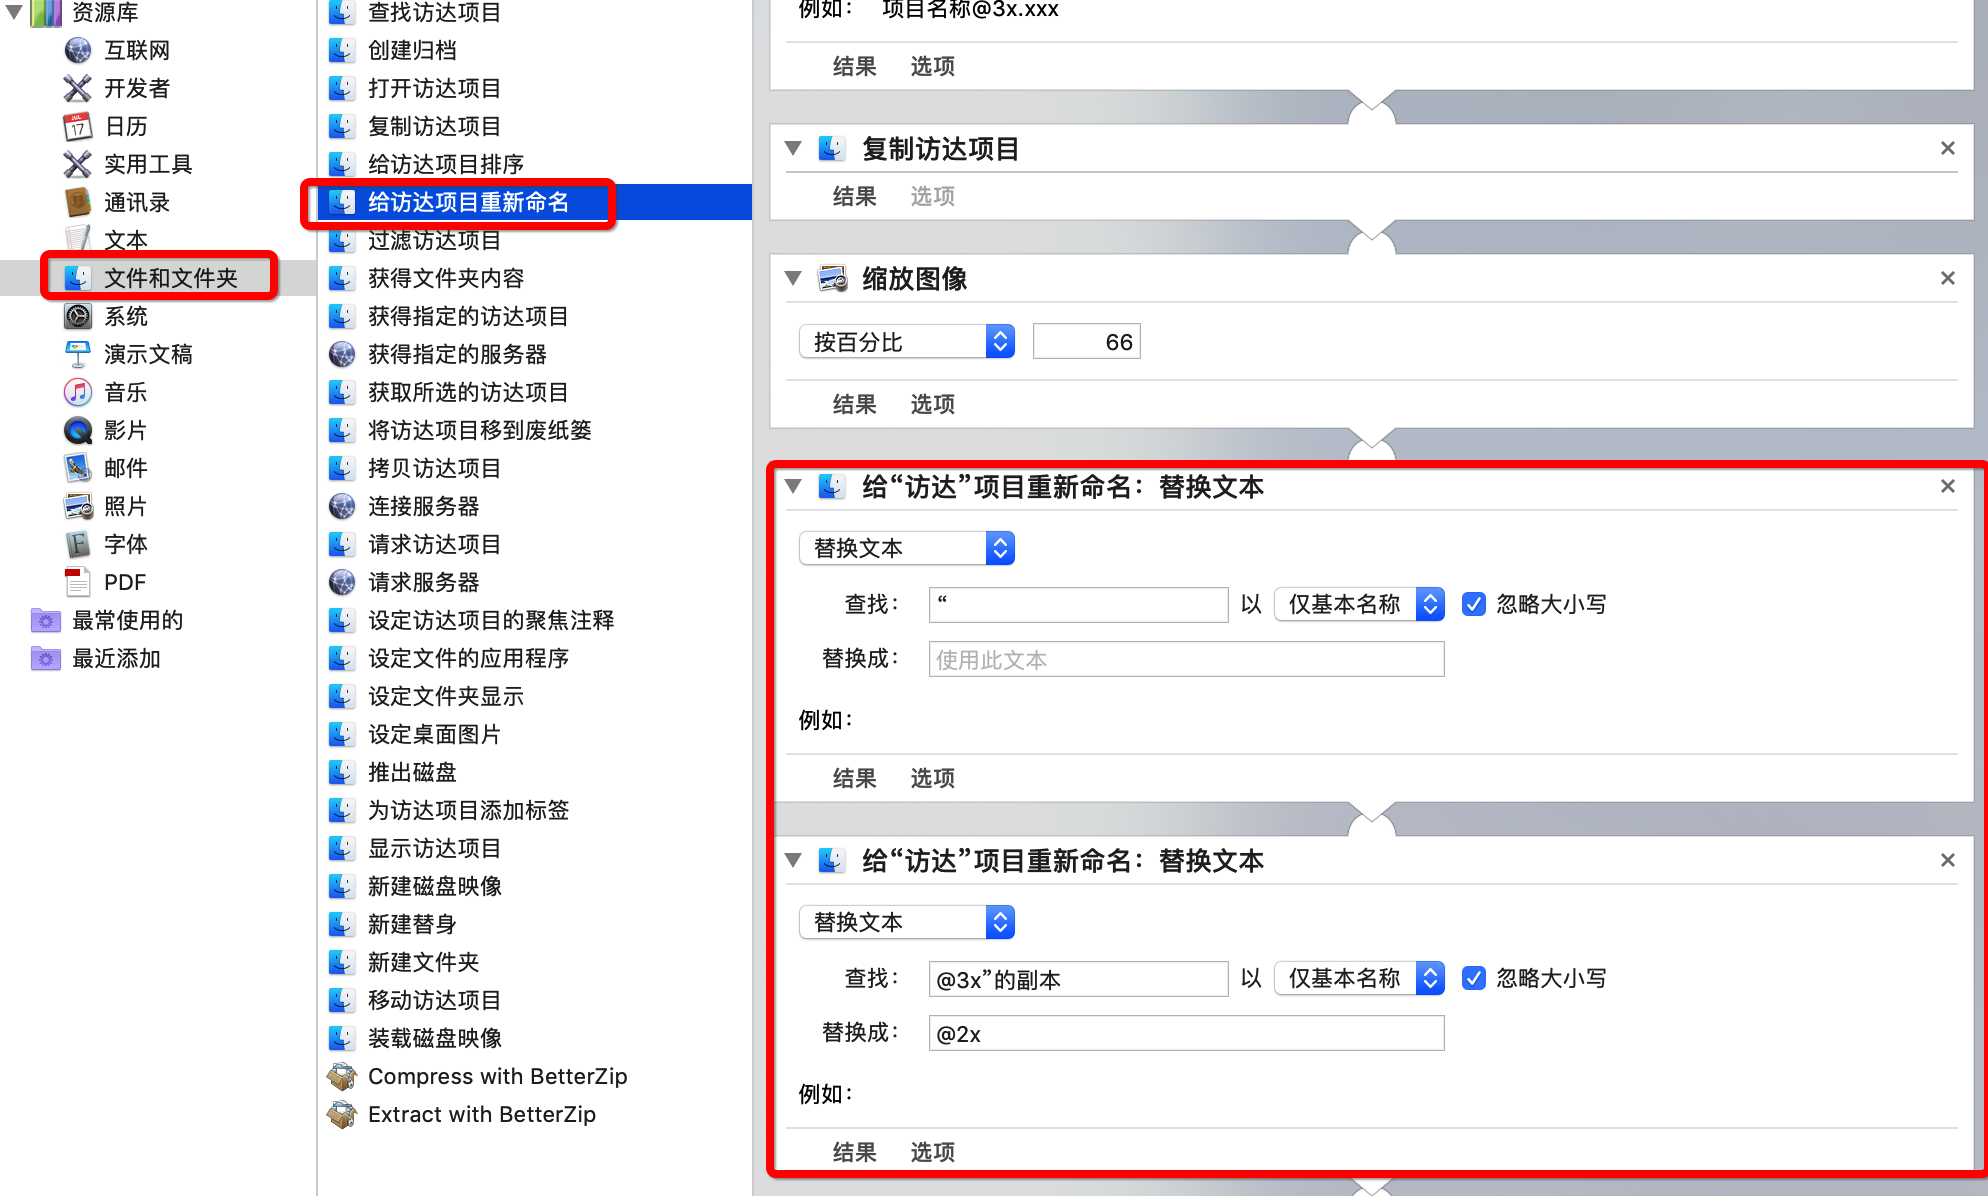 资源库
互联网
开发者
JUL
17
日历
实用工具
通讯录
文本
文件和文件夹
系统
演示文稿
音乐
影片
邮件
照片
F
字体
PDF
最常使用的
最近添加
查找访达项目
创建归档
打开访达项目
复制访达项目
给访达项目排序
给访达项目重新命名
过滤访达项目
获得文件夹内容
获得指定的访达项目
获得指定的服务器
获取所选的访达项目
将访达项目移到废纸篓
拷贝访达项目
连接服务器
请求访达项目
请求服务器
设定访达项目的聚焦注释
设定文件的应用程序
设定文件夹显示
设定桌面图片
推出磁盘
为访达项目添加标签
显示访达项目
新建磁盘映像
新建替身
新建文件夹
移动访达项目
装载磁盘映像
Compress with BetterZip
Extract with BetterZip
例如： 项目名称@3x.xxx
结果 选项
复制访达项目
结果 选项
缩放图像
按百分比 66
结果 选项
给“访达”项目重新命名：替换文本
替换文本
查找： “ 以 仅基本名称 忽略大小写
替换成： 使用此文本
例如：
结果 选项
给“访达”项目重新命名：替换文本
替换文本
查找： @3x”的副本 以 仅基本名称 忽略大小写
替换成： @2x
例如：
结果 选项